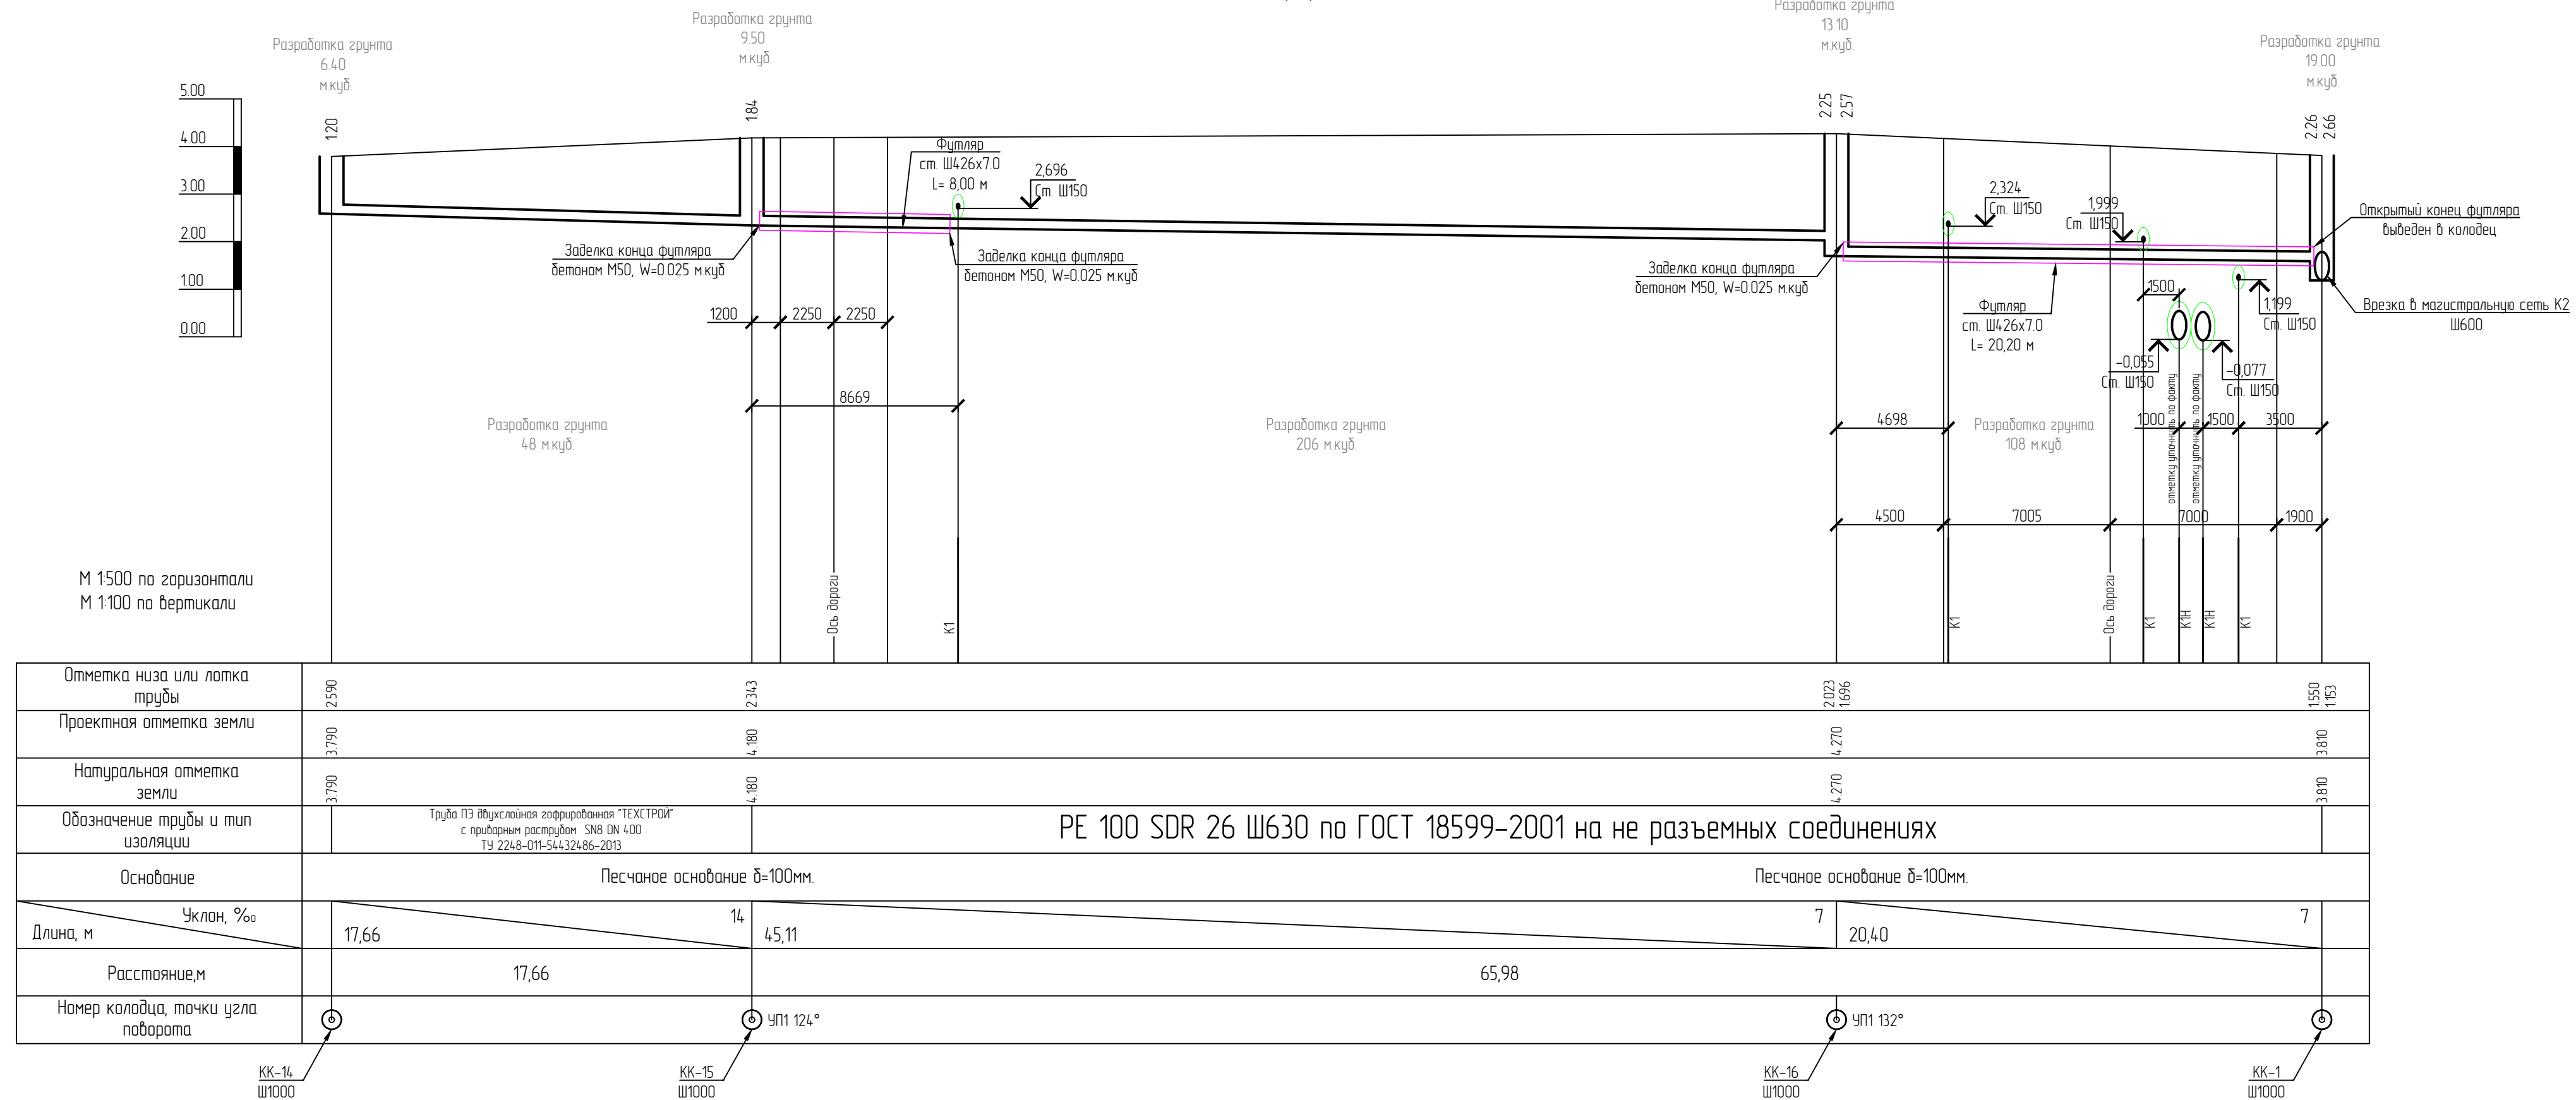 Разработка грунта
6.40
м.куб.
Разработка грунта
9.50
м.куб.
Разработка грунта
13.10
м.куб.
Разработка грунта
19.00
м.куб.
5.00
4.00
3.00
2.00
1.00
0.00
1.20
1.84
2.25
2.57
2.26
2.66
Футляр
ст. Ш426х7.0
L= 8,00 м
2,696
Ст. Ш150
2,324
Ст. Ш150
1,999
Ст. Ш150
Открытый конец футляра
выведен в колодец
Заделка конца футляра
бетоном М50, W=0.025 м.куб
Заделка конца футляра
бетоном М50, W=0.025 м.куб
Заделка конца футляра
бетоном М50, W=0.025 м.куб
Футляр
ст. Ш426х7.0
L= 20,20 м
1,199
Ст. Ш150
Врезка в магистральную сеть К2
Ш600
1500
-0,055
Ст. Ш150
-0,077
Ст. Ш150
1200
2250
2250
8669
4698
1000
1500
3500
отметку уточнить по факту
отметку уточнить по факту
Разработка грунта
48 м.куб.
Разработка грунта
206 м.куб.
Разработка грунта
108 м.куб.
4500
7005
7000
1900
М 1:500 по горизонтали
М 1:100 по вертикали
Ось дороги
К1
К1
Ось дороги
К1
К1Н
К1Н
К1
Отметка низа или лотка
трубы
2.590
2.343
2.023
1.696
1.550
1.153
Проектная отметка земли
3.790
4.180
4.270
3.810
Натуральная отметка
земли
3.790
4.180
4.270
3.810
Обозначение трубы и тип
изоляции
Труба ПЭ двухслойная гофрированная "ТЕХСТРОЙ"
с приварным раструбом SN8 DN 400
ТУ 2248-011-54432486-2013
PE 100 SDR 26 Ш630 по ГОСТ 18599-2001 на не разъемных соединениях
Основание
Песчаное основание δ=100мм.
Песчаное основание δ=100мм.
Уклон, ‰
Длина, м
17,66
14
45,11
7
20,40
7
Расстояние,м
17,66
65,98
Номер колодца, точки угла
поворота
УП1 124°
УП1 132°
КК-14
Ш1000
КК-15
Ш1000
КК-16
Ш1000
КК-1
Ш1000